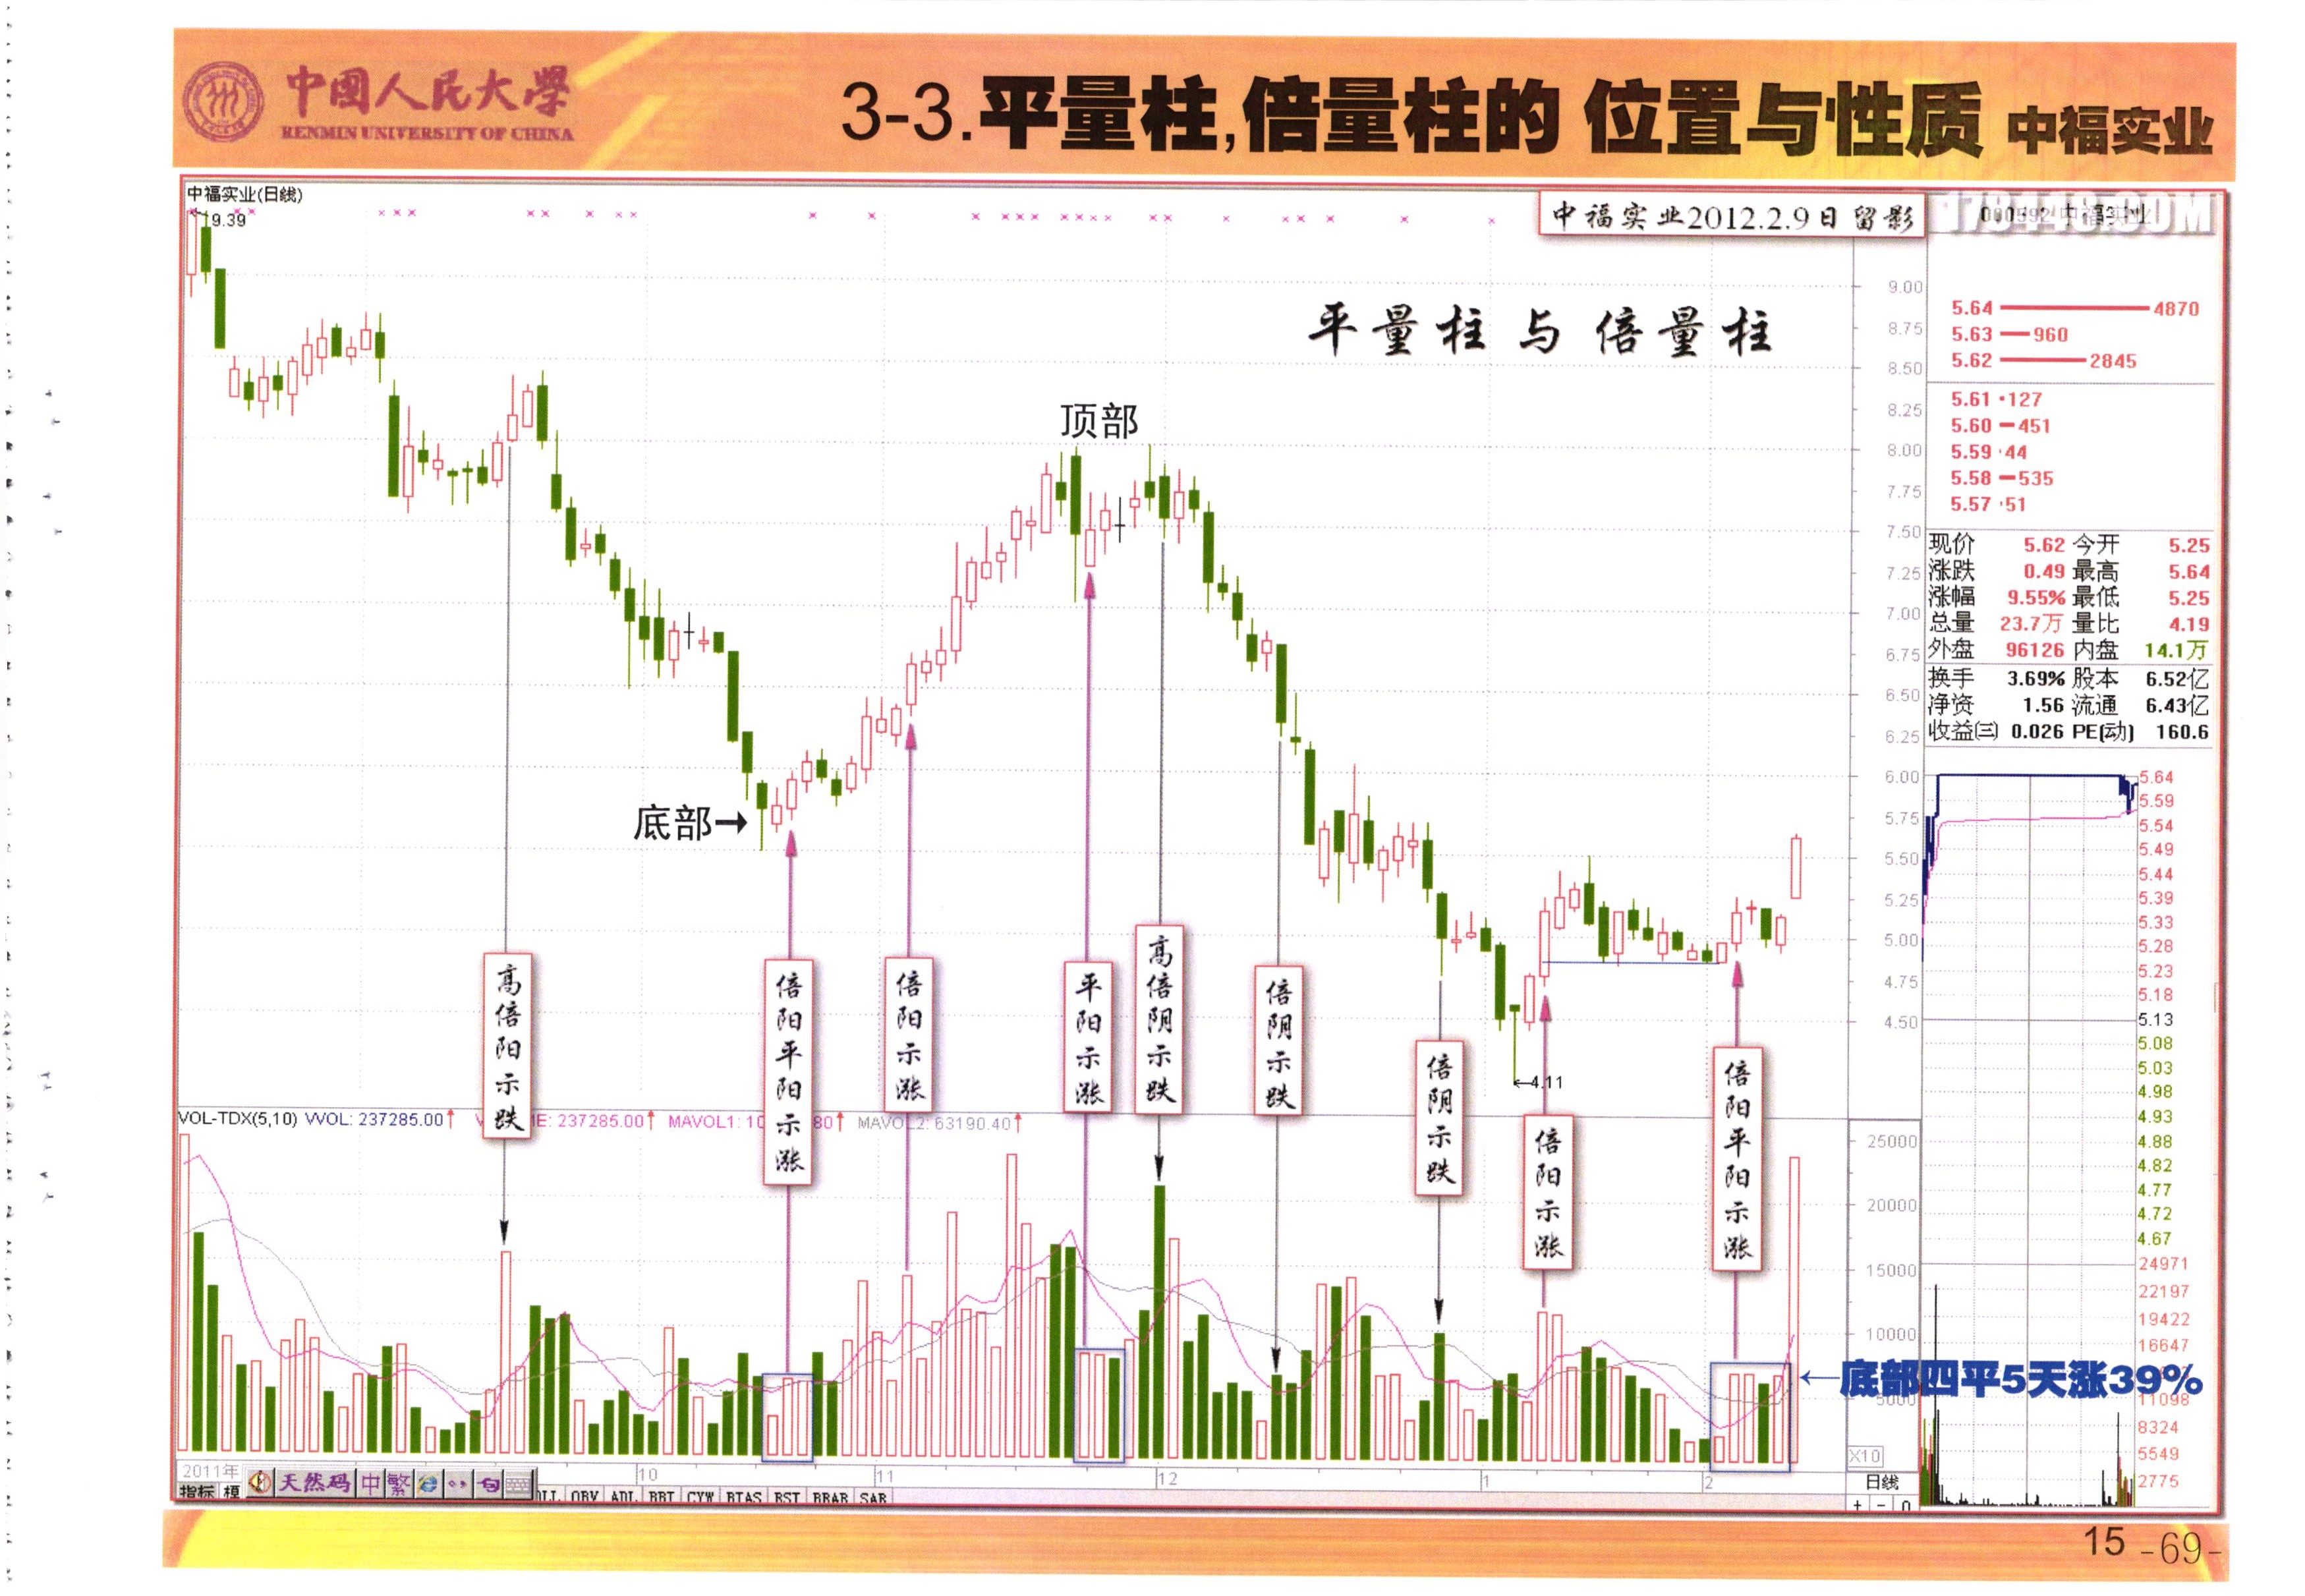 中国人民大学
RENMIN UNIVERSITY OF CHINA
3-3.平量柱,倍量柱的 位置与性质 中福实业
中福实业(日线)
9.39
中福实业2012.2.9日留影
平量柱与倍量柱
顶部
底部→
高倍阳示跌
倍阳平阳示涨
倍阳示涨
平阳示涨
高倍阴示跌
倍阴示跌
倍阴示跌
倍阳示涨
倍阳平阳示涨
←4.11
9.00
8.75
8.50
8.25
8.00
7.75
7.50
7.25
7.00
6.75
6.50
6.25
6.00
5.75
5.50
5.25
5.00
4.75
4.50
5.64 4870
5.63 960
5.62 2845
5.61 127
5.60 451
5.59 44
5.58 535
5.57 51
现价 5.62 今开 5.25
涨跌 0.49 最高 5.64
涨幅 9.55% 最低 5.25
总量 23.7万 量比 4.19
外盘 96126 内盘 14.1万
换手 3.69% 股本 6.52亿
净资 1.56 流通 6.43亿
收益(三) 0.026 PE(动) 160.6
5.64
5.59
5.54
5.49
5.44
5.39
5.33
5.28
5.23
5.18
5.13
5.08
5.03
4.98
4.93
4.88
4.82
4.77
4.72
4.67
24971
22197
19422
16647
11098
8324
5549
2775
VOL-TDX(5,10) VVOL: 237285.00↑ 237285.00↑ MAVOL1: 80↑ MAVOL2: 63190.40↑
25000
20000
15000
10000
5000
X10
←底部四平5天涨39%
2011年
10
11
12
1
2
日线
天然码 中 繁
指标 模
OBV ADL BBI CYW BIAS RSI BRAR SAR
+ - 0
15 -69-